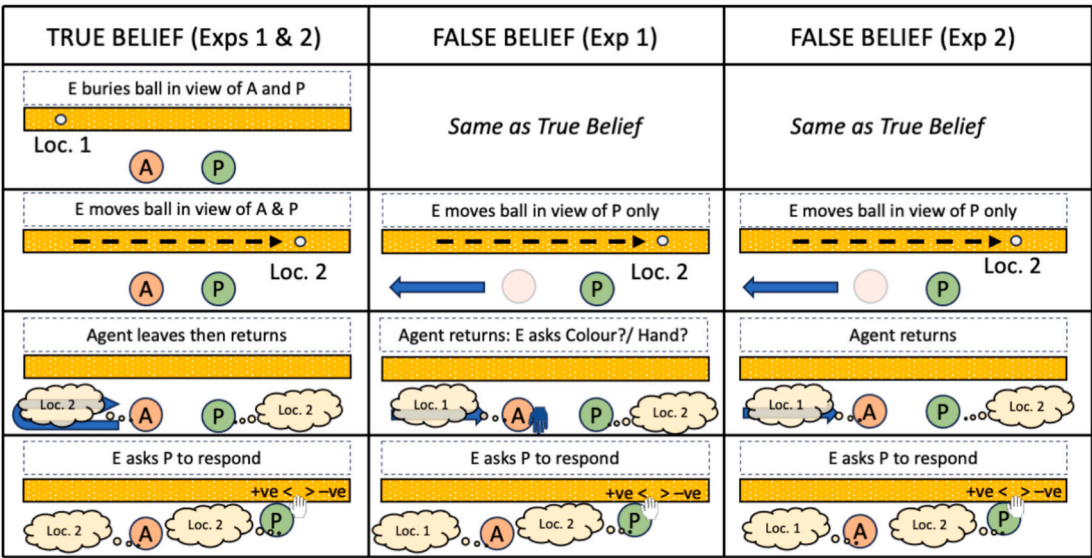 TRUE BELIEF (Exps 1 & 2)
FALSE BELIEF (Exp 1)
FALSE BELIEF (Exp 2)
E buries ball in view of A and P
Loc. 1
A
P
Same as True Belief
Same as True Belief
E moves ball in view of A & P
Loc. 2
A
P
E moves ball in view of P only
Loc. 2
P
E moves ball in view of P only
Loc. 2
P
Agent leaves then returns
Loc. 2
A
P
Loc. 2
Agent returns: E asks Colour?/ Hand?
Loc. 1
A
P
Loc. 2
Agent returns
Loc. 1
A
P
Loc. 2
E asks P to respond
+ve < > –ve
Loc. 2
A
Loc. 2
P
E asks P to respond
+ve < > –ve
Loc. 1
A
Loc. 2
P
E asks P to respond
+ve < > –ve
Loc. 1
A
Loc. 2
P